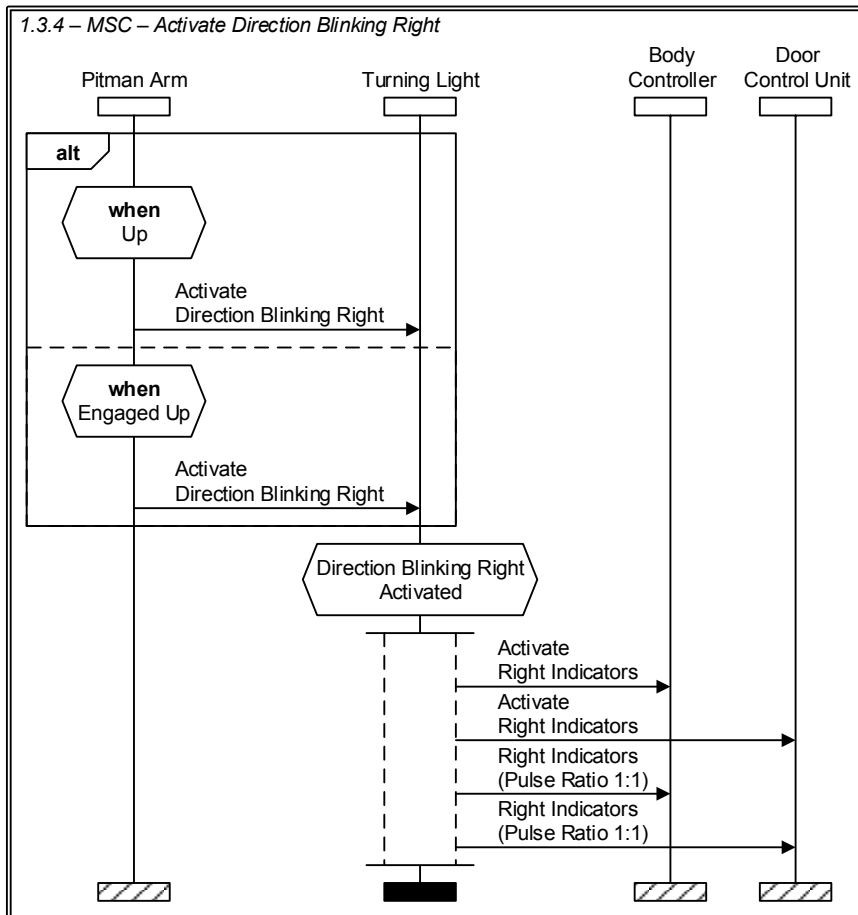 1.3.4 – MSC – Activate Direction Blinking Right
Pitman Arm
Turning Light
Body
Controller
Door
Control Unit
alt
when
Up
Activate
Direction Blinking Right
when
Engaged Up
Activate
Direction Blinking Right
Direction Blinking Right
Activated
Activate
Right Indicators
Activate
Right Indicators
Right Indicators
(Pulse Ratio 1:1)
Right Indicators
(Pulse Ratio 1:1)